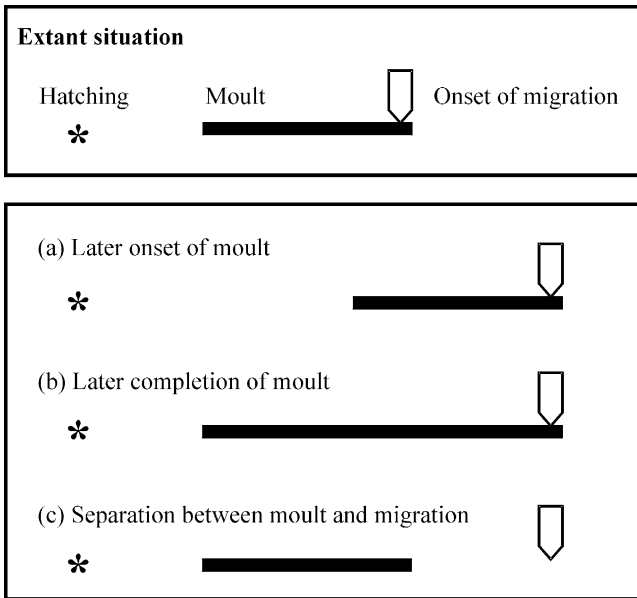 Extant situation
Hatching Moult Onset of migration
*
(a) Later onset of moult
*
(b) Later completion of moult
*
(c) Separation between moult and migration
*